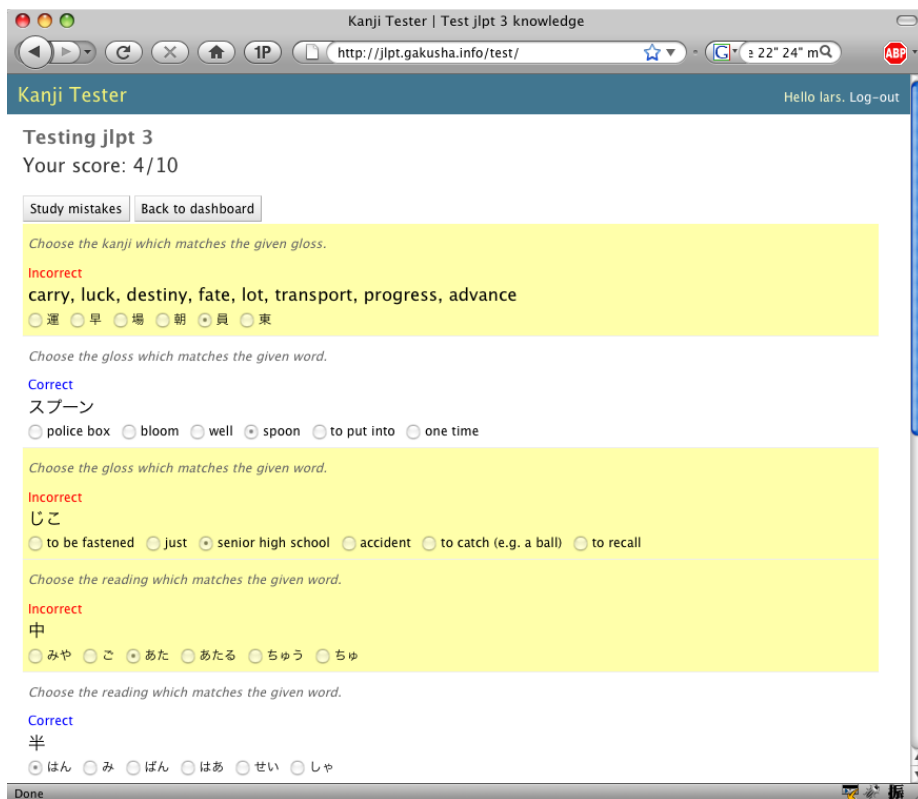 Kanji Tester | Test jlpt 3 knowledge
1P http://jlpt.gakusha.info/test/ G 22" 24" m ABP
Kanji Tester Hello lars. Log-out
Testing jlpt 3
Your score: 4/10
Study mistakes Back to dashboard
Choose the kanji which matches the given gloss.
Incorrect
carry, luck, destiny, fate, lot, transport, progress, advance
運 早 場 朝 員 東
Choose the gloss which matches the given word.
Correct
スプーン
police box bloom well spoon to put into one time
Choose the gloss which matches the given word.
Incorrect
じこ
to be fastened just senior high school accident to catch (e.g. a ball) to recall
Choose the reading which matches the given word.
Incorrect
中
みや ご あた あたる ちゅう ちゅ
Choose the reading which matches the given word.
Correct
半
はん み ばん はあ せい しゃ
Done 振